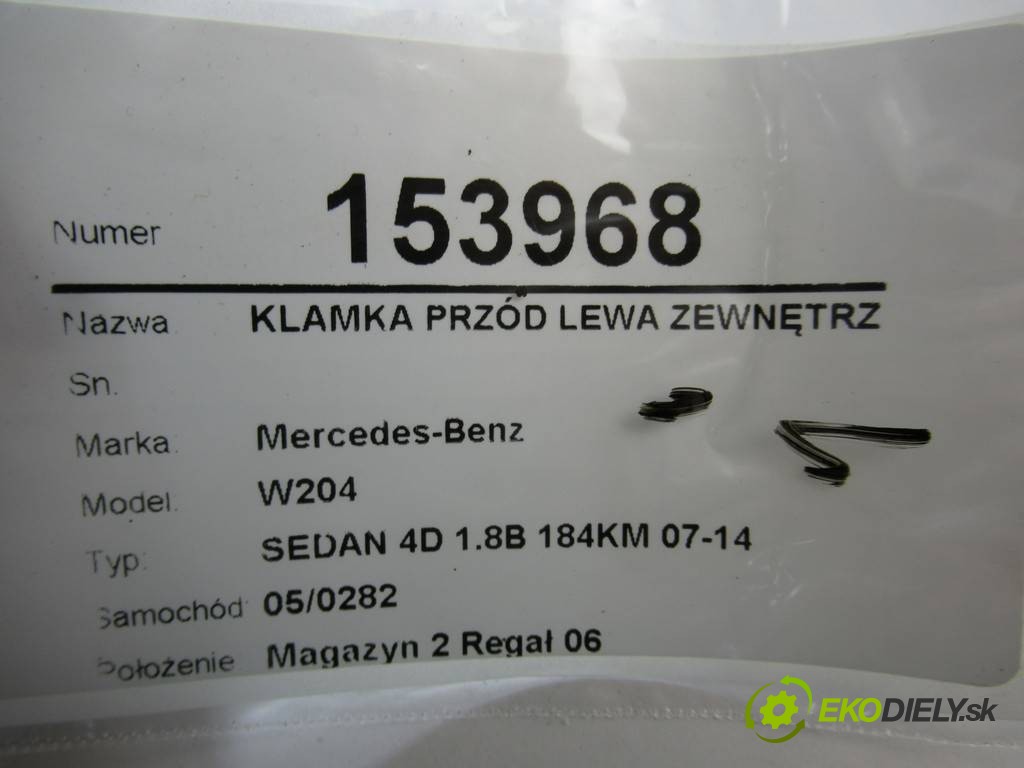 Numer 153968
Nazwa KLAMKA PRZÓD LEWA ZEWNĘTRZ
Sn.
Marka: Mercedes-Benz
Model: W204
Typ: SEDAN 4D 1.8B 184KM 07-14
Samochód: 05/0282
Położenie Magazyn 2 Regał 06
EKODIELY.sk